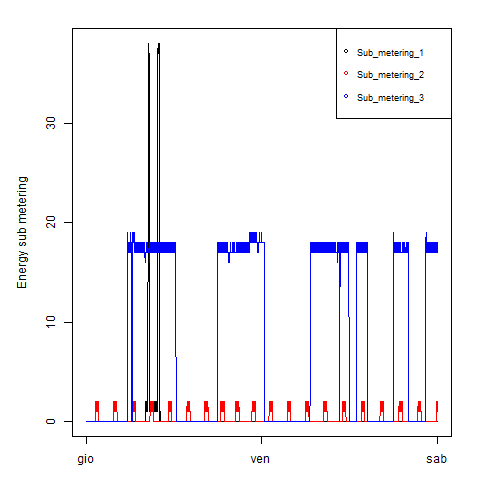 Sub_metering_1
Sub_metering_2
Sub_metering_3
Energy sub metering
30
20
10
0
gio ven sab